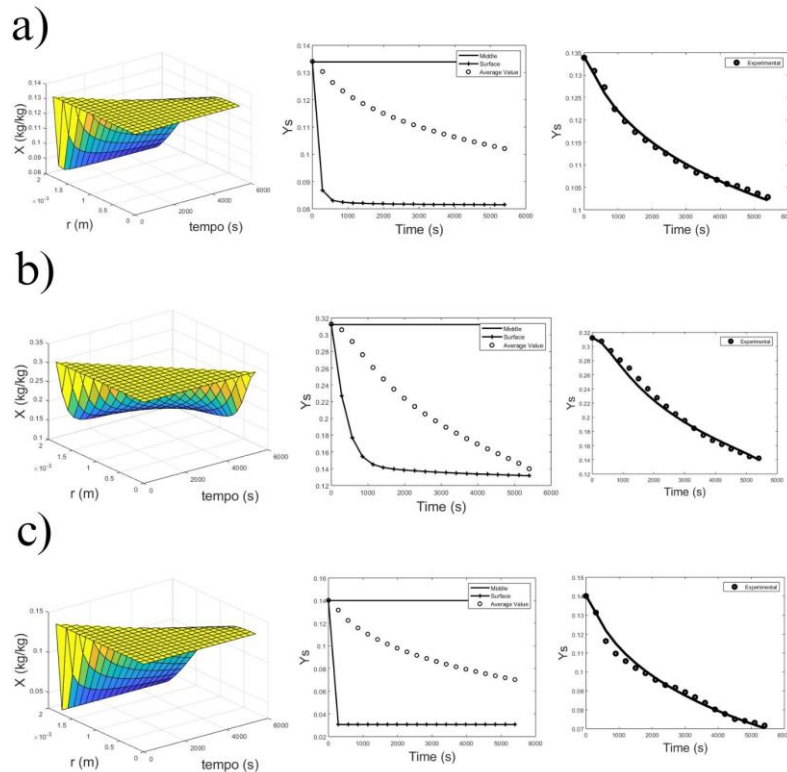 a)
X (kg/kg)
0.14
0.13
0.12
0.11
0.1
0.09
0.08
2
1.5
× 10⁻³
1
0.5
0
r (m)
0
2000
4000
6000
tempo (s)
Ys
0.14
0.13
0.12
0.11
0.1
0.09
0.08
0 1000 2000 3000 4000 5000 6000
Time (s)
Middle
Surface
Average Value
Ys
0.135
0.13
0.125
0.12
0.115
0.11
0.105
0.1
0 1000 2000 3000 4000 5000 6000
Time (s)
Experimental
b)
X (kg/kg)
0.35
0.3
0.25
0.2
0.15
0.1
2
1.5
× 10⁻³
1
0.5
0
r (m)
0
2000
4000
6000
tempo (s)
Ys
0.32
0.3
0.28
0.26
0.24
0.22
0.2
0.18
0.16
0.14
0.12
0 1000 2000 3000 4000 5000 6000
Time (s)
Middle
Surface
Average Value
Ys
0.32
0.3
0.28
0.26
0.24
0.22
0.2
0.18
0.16
0.14
0.12
0 1000 2000 3000 4000 5000 6000
Time (s)
Experimental
c)
X (kg/kg)
0.15
0.1
0.05
2
1.5
× 10⁻³
1
0.5
0
r (m)
0
2000
4000
6000
tempo (s)
Ys
0.16
0.14
0.12
0.1
0.08
0.06
0.04
0.02
0 1000 2000 3000 4000 5000 6000
Time (s)
Middle
Surface
Average Value
Ys
0.15
0.14
0.13
0.12
0.11
0.1
0.09
0.08
0.07
0 1000 2000 3000 4000 5000 6000
Time (s)
Experimental